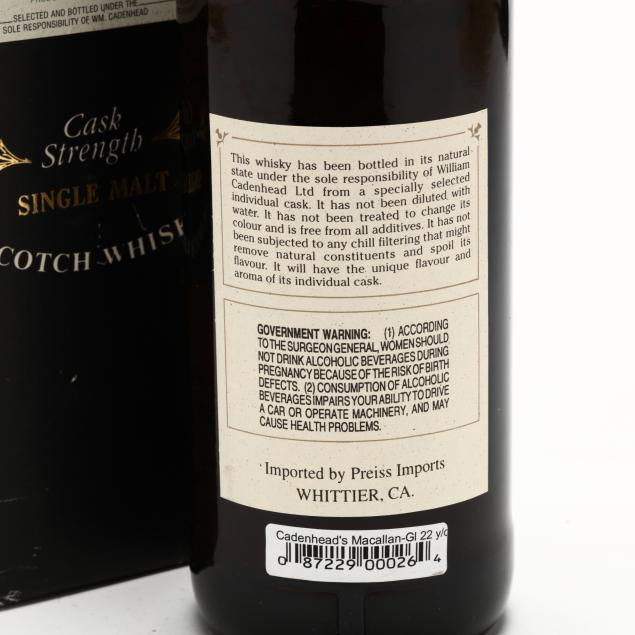 SELECTED AND BOTTLED UNDER THE
SOLE RESPONSIBILITY OF WM. CADENHEAD
Cask
Strength
SINGLE MALT
COTCH WHIS
This whisky has been bottled in its natural
state under the sole responsibility of William
Cadenhead Ltd from a specially selected
individual cask. It has not been diluted with
water. It has not been treated to change its
colour and is free from all additives. It has not
been subjected to any chill filtering that might
remove natural constituents and spoil its
flavour. It will have the unique flavour and
aroma of its individual cask.
GOVERNMENT WARNING: (1) ACCORDING
TO THE SURGEON GENERAL, WOMEN SHOULD
NOT DRINK ALCOHOLIC BEVERAGES DURING
PREGNANCY BECAUSE OF THE RISK OF BIRTH
DEFECTS. (2) CONSUMPTION OF ALCOHOLIC
BEVERAGES IMPAIRS YOUR ABILITY TO DRIVE
A CAR OR OPERATE MACHINERY, AND MAY
CAUSE HEALTH PROBLEMS.
Imported by Preiss Imports
WHITTIER, CA.
Cadenhead's Macallan-Gl 22 y/o
0 87229 00026 4